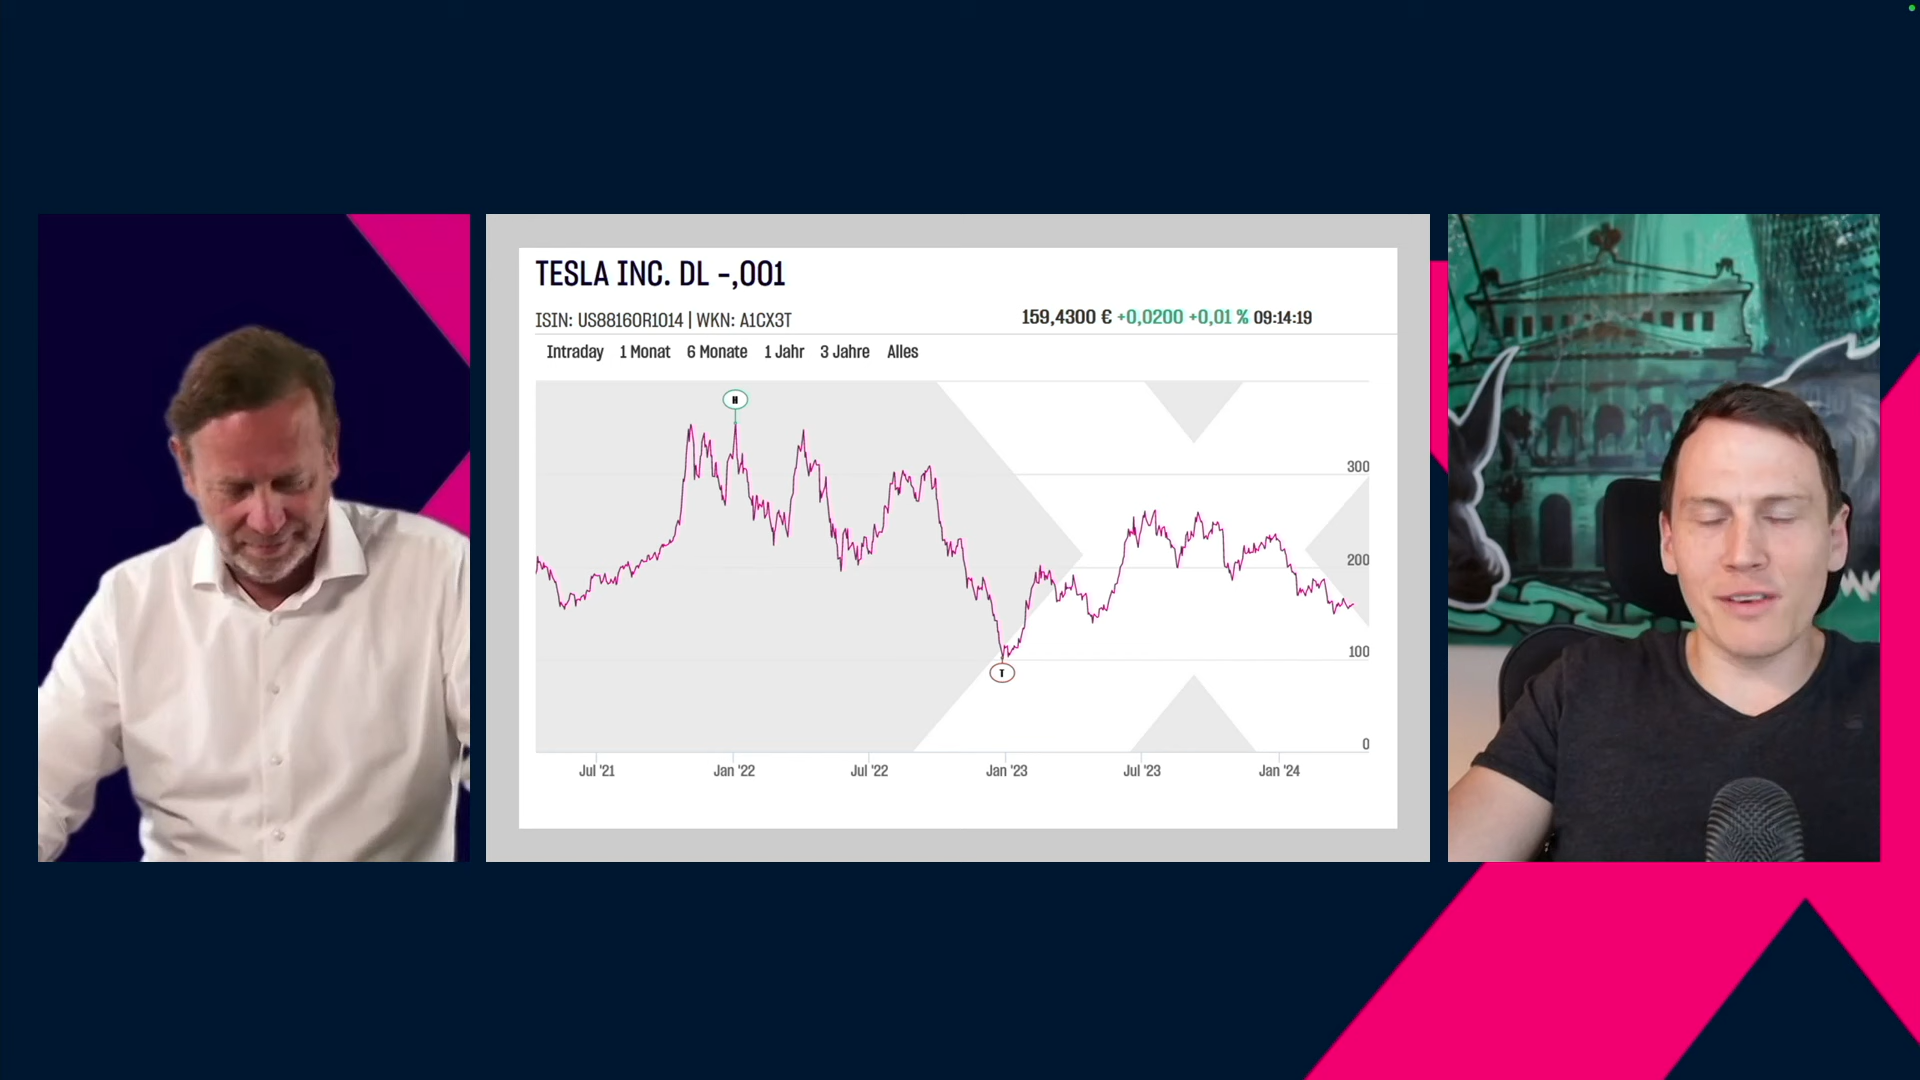 TESLA INC. DL -,001
ISIN: US88160R1014 | WKN: A1CX3T
159,4300 € +0,0200 +0,01 % 09:14:19
Intraday 1 Monat 6 Monate 1 Jahr 3 Jahre Alles
H
300
200
100
T
0
Jul '21 Jan '22 Jul '22 Jan '23 Jul '23 Jan '24